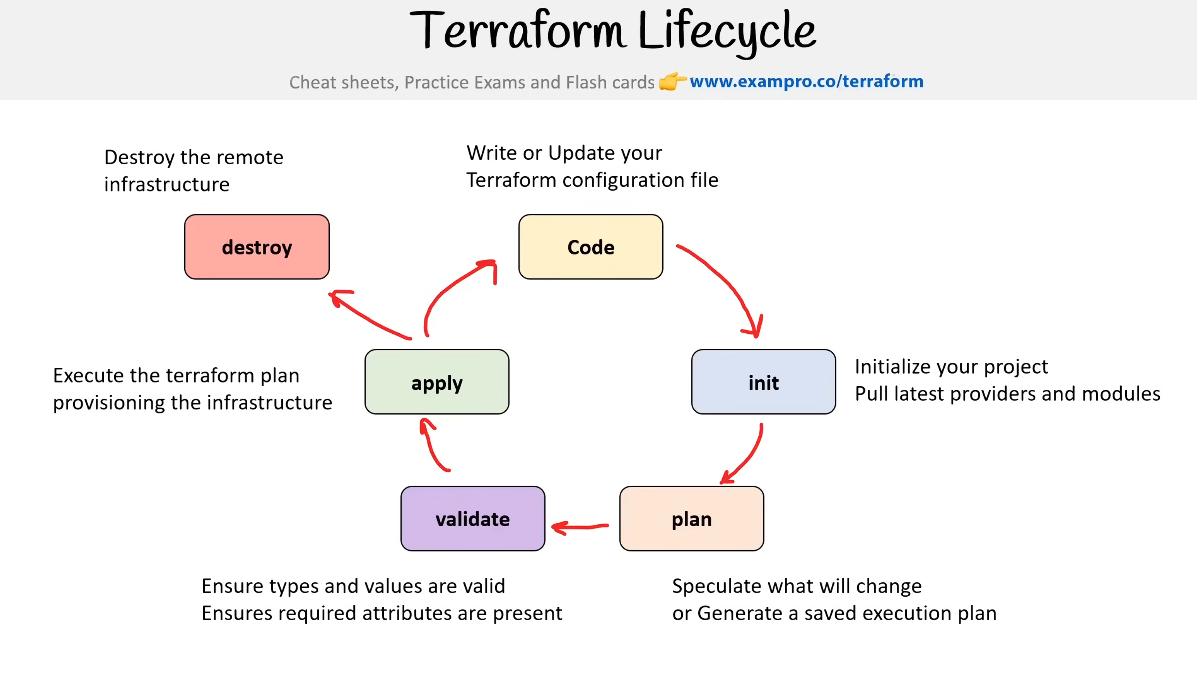 Terraform Lifecycle
Cheat sheets, Practice Exams and Flash cards 👉 www.exampro.co/terraform
Destroy the remote
infrastructure
destroy
Write or Update your
Terraform configuration file
Code
Execute the terraform plan
provisioning the infrastructure
apply
init
Initialize your project
Pull latest providers and modules
validate
Ensure types and values are valid
Ensures required attributes are present
plan
Speculate what will change
or Generate a saved execution plan